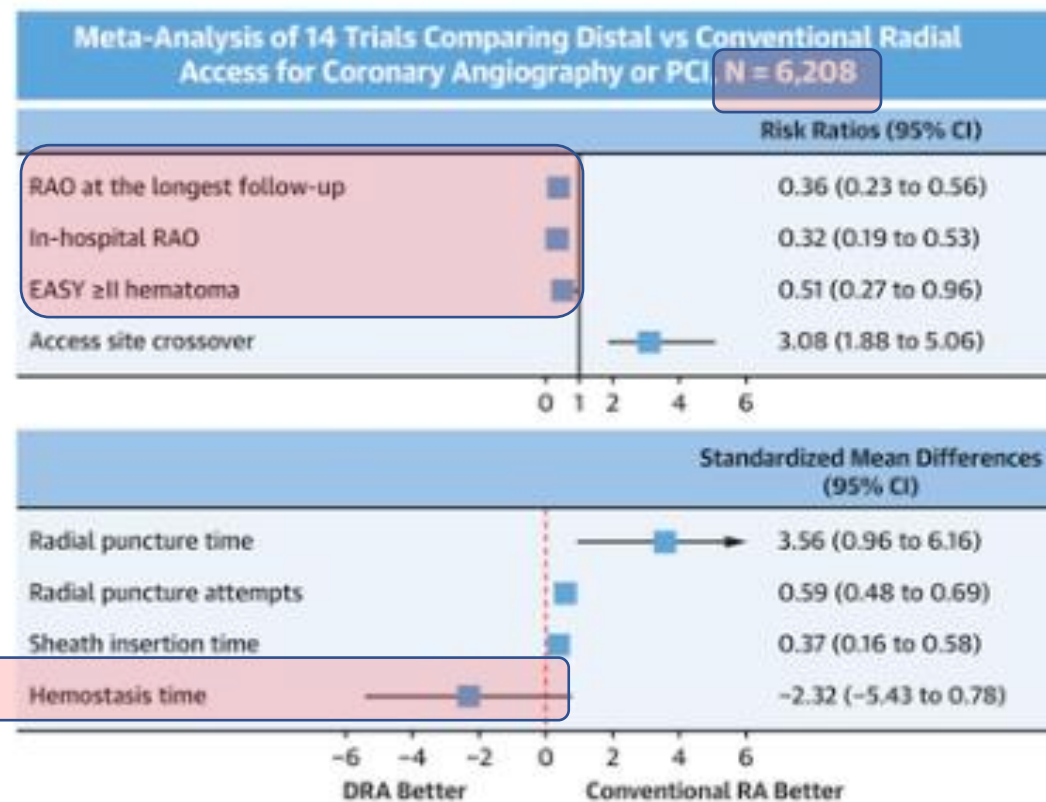 Meta-Analysis of 14 Trials Comparing Distal vs Conventional Radial
Access for Coronary Angiography or PCI, N = 6,208
Risk Ratios (95% CI)
RAO at the longest follow-up 0.36 (0.23 to 0.56)
In-hospital RAO 0.32 (0.19 to 0.53)
EASY ≥II hematoma 0.51 (0.27 to 0.96)
Access site crossover 3.08 (1.88 to 5.06)
0 1 2 4 6
Standardized Mean Differences
(95% CI)
Radial puncture time 3.56 (0.96 to 6.16)
Radial puncture attempts 0.59 (0.48 to 0.69)
Sheath insertion time 0.37 (0.16 to 0.58)
Hemostasis time −2.32 (−5.43 to 0.78)
−6 −4 −2 0 2 4 6
DRA Better Conventional RA Better